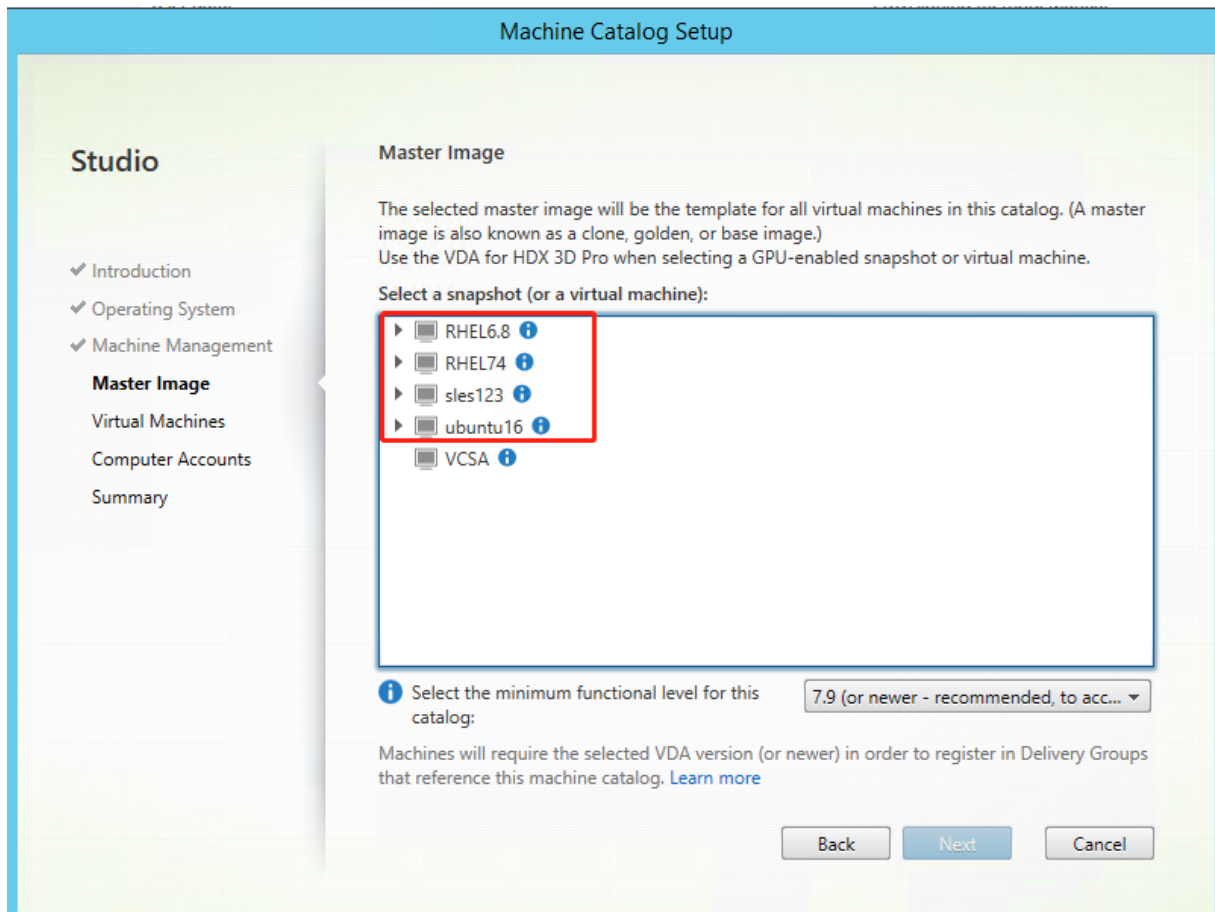 Machine Catalog Setup
Studio
Introduction
Operating System
Machine Management
Master Image
Virtual Machines
Computer Accounts
Summary
Master Image
The selected master image will be the template for all virtual machines in this catalog. (A master
image is also known as a clone, golden, or base image.)
Use the VDA for HDX 3D Pro when selecting a GPU-enabled snapshot or virtual machine.
Select a snapshot (or a virtual machine):
RHEL6.8
RHEL74
sles123
ubuntu16
VCSA
Select the minimum functional level for this
catalog:
7.9 (or newer - recommended, to acc...
Machines will require the selected VDA version (or newer) in order to register in Delivery Groups
that reference this machine catalog. Learn more
Back
Next
Cancel